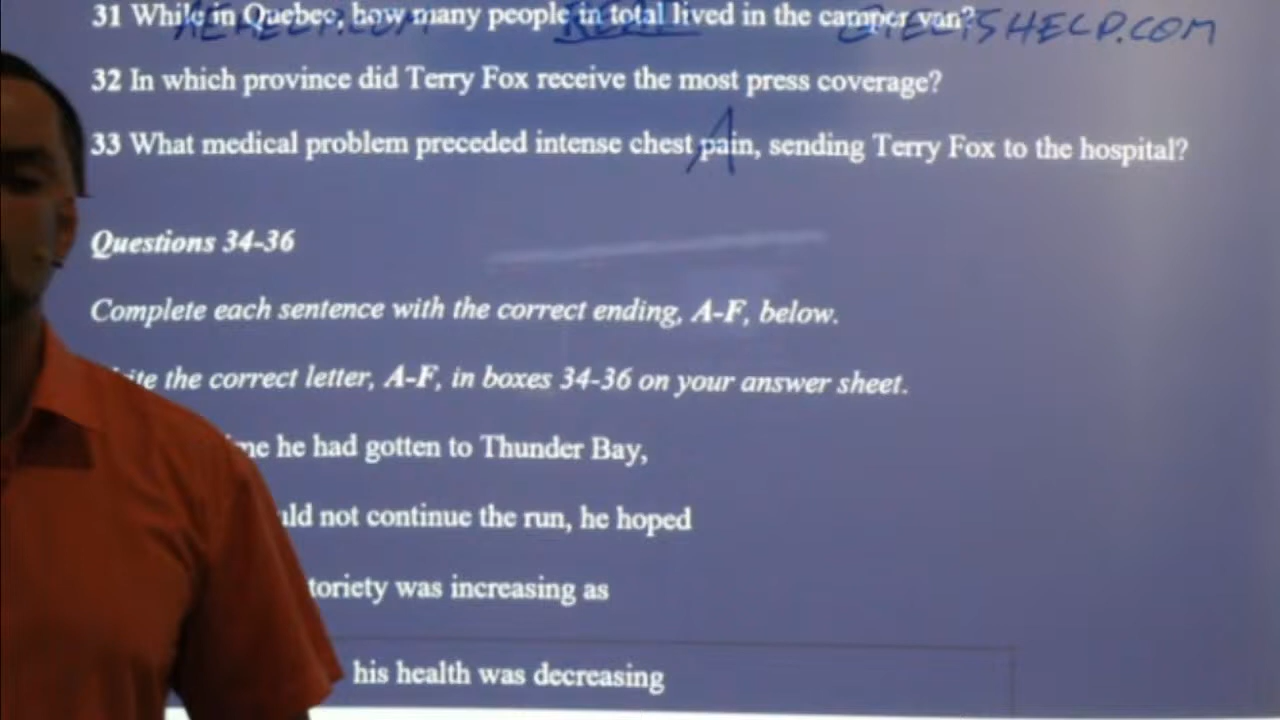 31 While in Quebec, how many people in total lived in the camper van?
AEHELP.COM READ GIELTSHELP.COM
32 In which province did Terry Fox receive the most press coverage?
33 What medical problem preceded intense chest pain, sending Terry Fox to the hospital?
A
Questions 34-36
Complete each sentence with the correct ending, A-F, below.
the correct letter, A-F, in boxes 34-36 on your answer sheet.
he had gotten to Thunder Bay,
not continue the run, he hoped
was increasing as
his health was decreasing